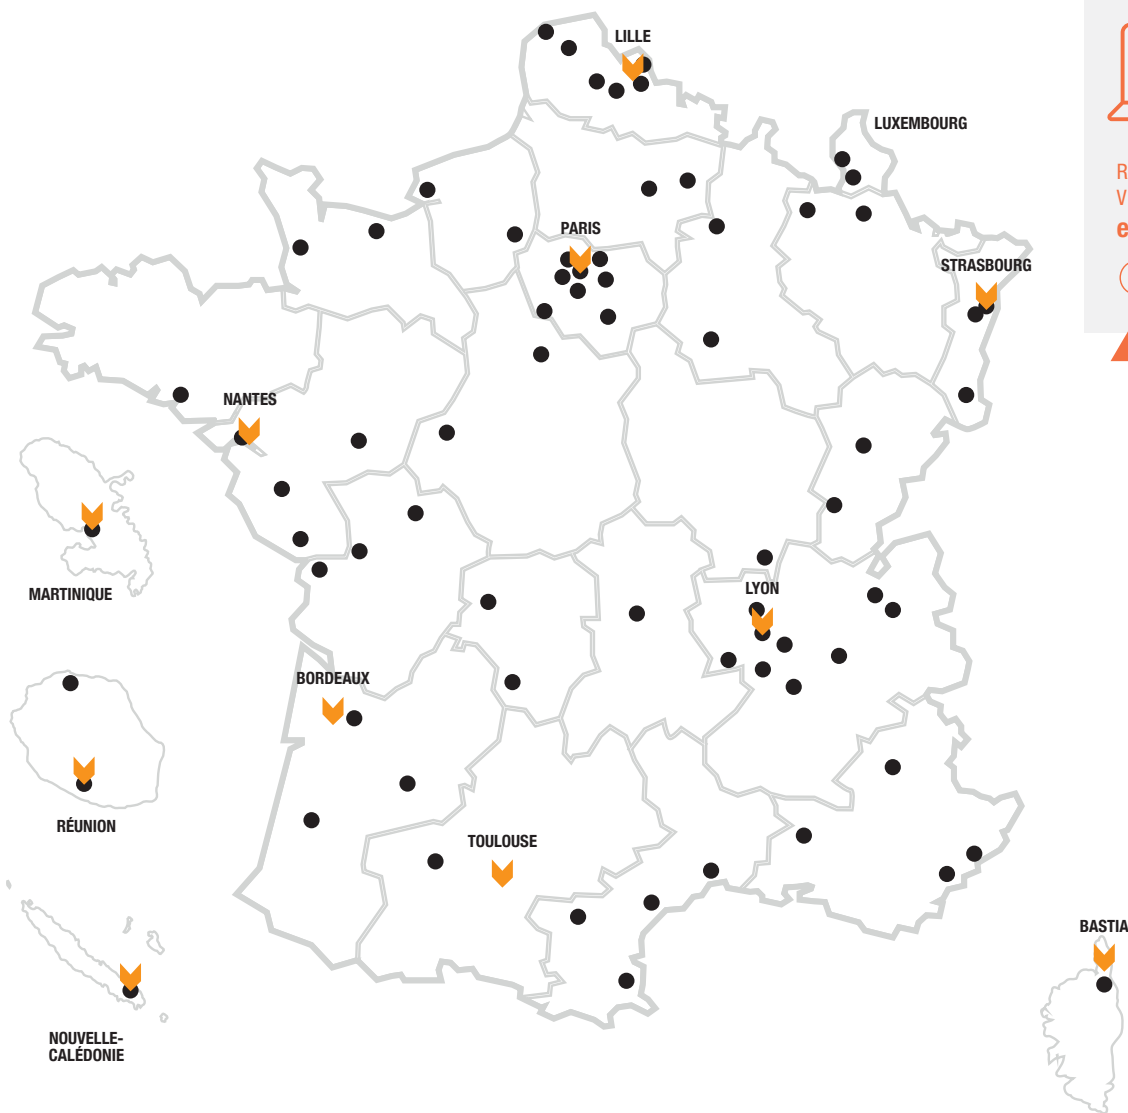 LILLE
LUXEMBOURG
R
V
e
PARIS
STRASBOURG
NANTES
MARTINIQUE
LYON
BORDEAUX
RÉUNION
TOULOUSE
BASTIA
NOUVELLE-
CALÉDONIE